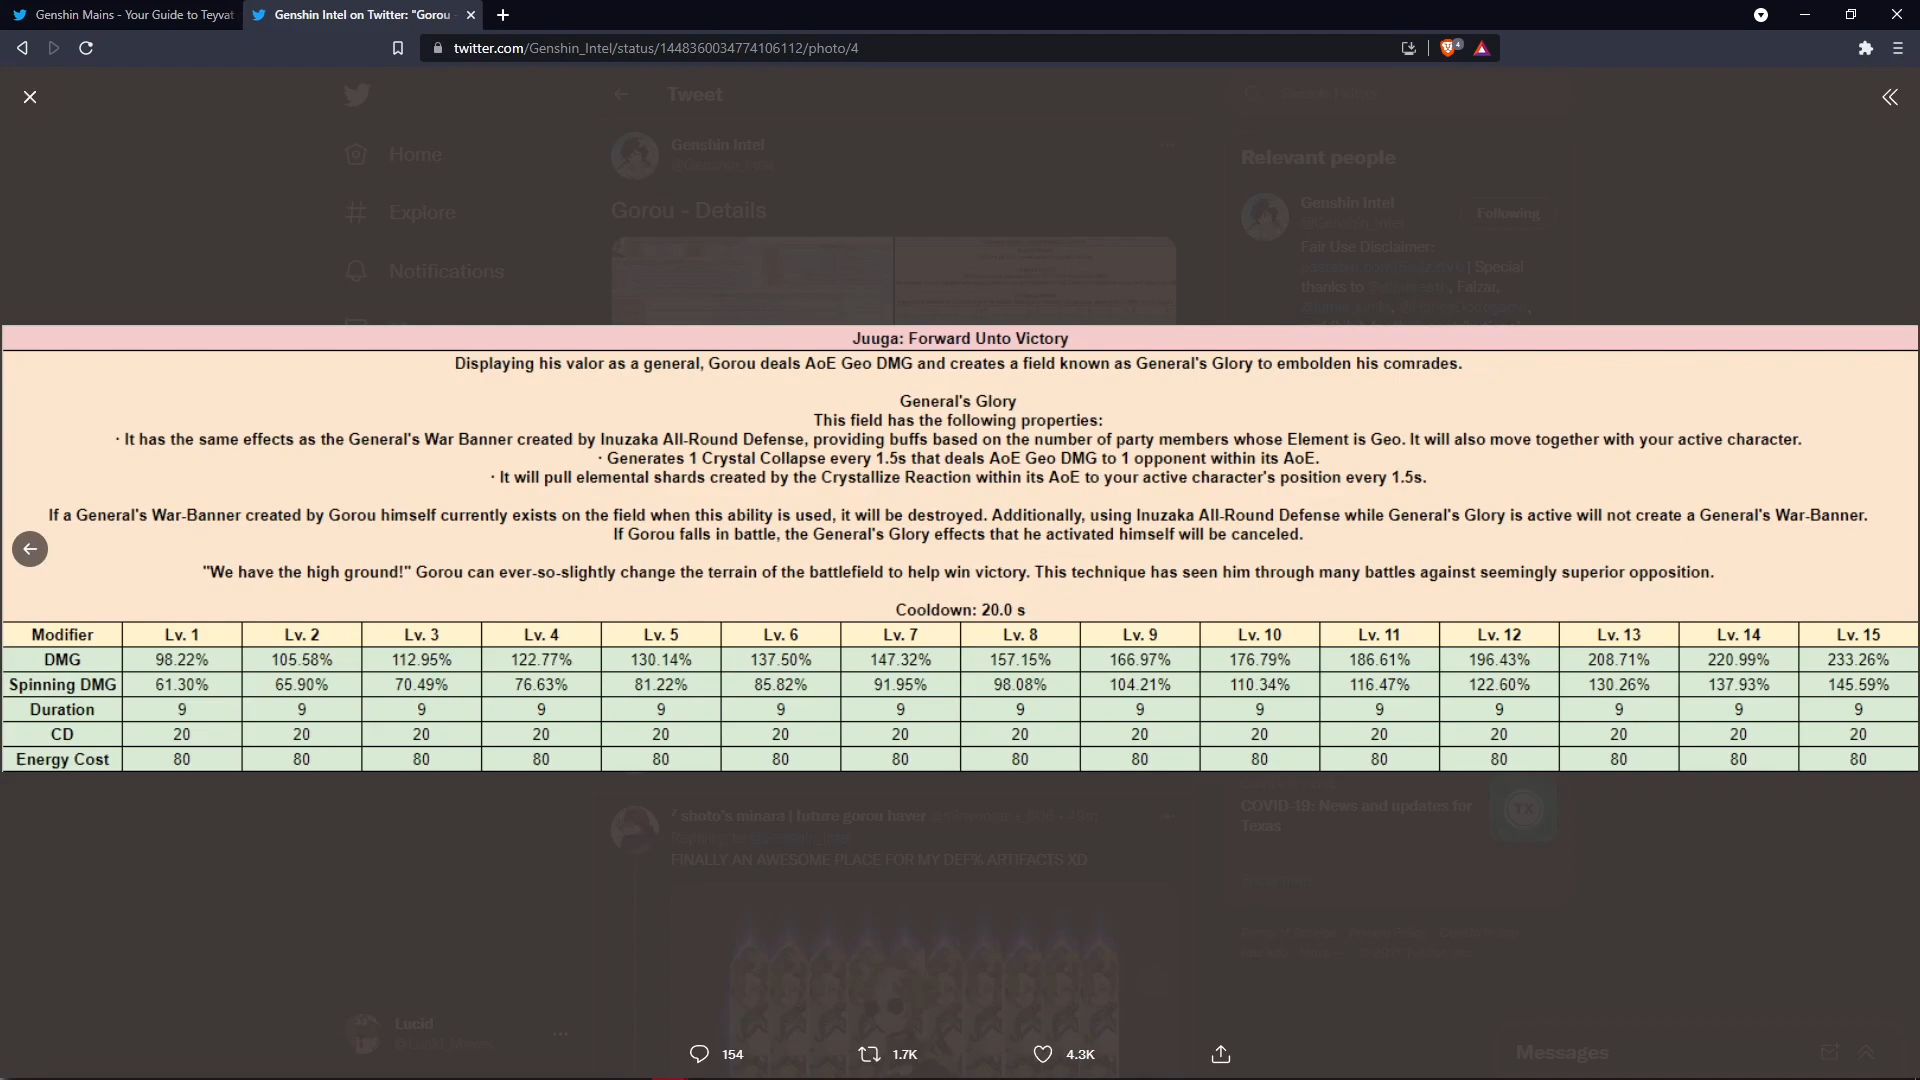 Genshin Mains - Your Guide to Teyvat
Genshin Intel on Twitter: "Gorou -
twitter.com/Genshin_Intel/status/1448360034774106112/photo/4
4
Tweet
Genshin Intel
@Genshin_Intel
Gorou - Details
Home
Explore
Notifications
Relevant people
Genshin Intel
Following
Fair Use Disclaimer:
| Special
thanks to
Falzar,
Juuga: Forward Unto Victory
Displaying his valor as a general, Gorou deals AoE Geo DMG and creates a field known as General's Glory to embolden his comrades.
General's Glory
This field has the following properties:
· It has the same effects as the General's War Banner created by Inuzaka All-Round Defense, providing buffs based on the number of party members whose Element is Geo. It will also move together with your active character.
· Generates 1 Crystal Collapse every 1.5s that deals AoE Geo DMG to 1 opponent within its AoE.
· It will pull elemental shards created by the Crystallize Reaction within its AoE to your active character's position every 1.5s.
If a General's War-Banner created by Gorou himself currently exists on the field when this ability is used, it will be destroyed. Additionally, using Inuzaka All-Round Defense while General's Glory is active will not create a General's War-Banner.
If Gorou falls in battle, the General's Glory effects that he activated himself will be canceled.
"We have the high ground!" Gorou can ever-so-slightly change the terrain of the battlefield to help win victory. This technique has seen him through many battles against seemingly superior opposition.
Cooldown: 20.0 s
Modifier Lv. 1 Lv. 2 Lv. 3 Lv. 4 Lv. 5 Lv. 6 Lv. 7 Lv. 8 Lv. 9 Lv. 10 Lv. 11 Lv. 12 Lv. 13 Lv. 14 Lv. 15
DMG 98.22% 105.58% 112.95% 122.77% 130.14% 137.50% 147.32% 157.15% 166.97% 176.79% 186.61% 196.43% 208.71% 220.99% 233.26%
Spinning DMG 61.30% 65.90% 70.49% 76.63% 81.22% 85.82% 91.95% 98.08% 104.21% 110.34% 116.47% 122.60% 130.26% 137.93% 145.59%
Duration 9 9 9 9 9 9 9 9 9 9 9 9 9 9 9
CD 20 20 20 20 20 20 20 20 20 20 20 20 20 20 20
Energy Cost 80 80 80 80 80 80 80 80 80 80 80 80 80 80 80
shoto's minara | future gorou haver
FINALLY AN AWESOME PLACE FOR MY DEF% ARTIFACTS XD
COVID-19: News and updates for
Texas
TX
Lucid
154
1.7K
4.3K
Messages